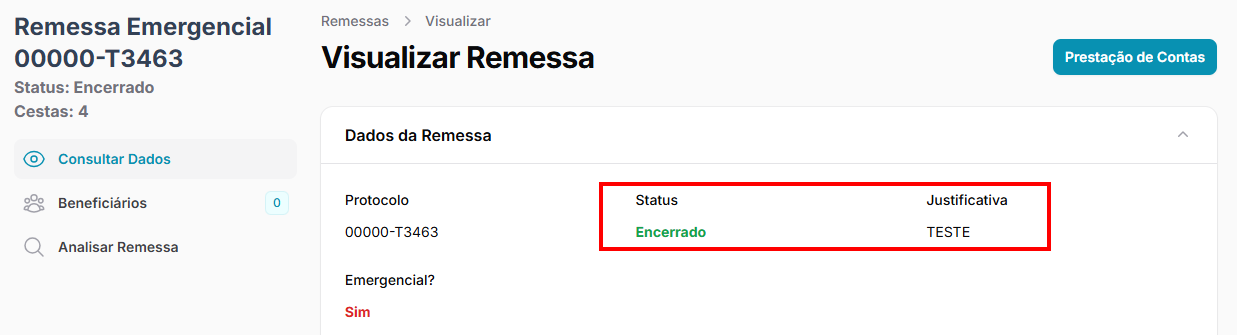 Remessa Emergencial
00000-T3463
Status: Encerrado
Cestas: 4
Consultar Dados
Beneficiários 0
Analisar Remessa
Remessas > Visualizar
Visualizar Remessa
Prestação de Contas
Dados da Remessa
Protocolo Status Justificativa
00000-T3463 Encerrado TESTE
Emergencial?
Sim